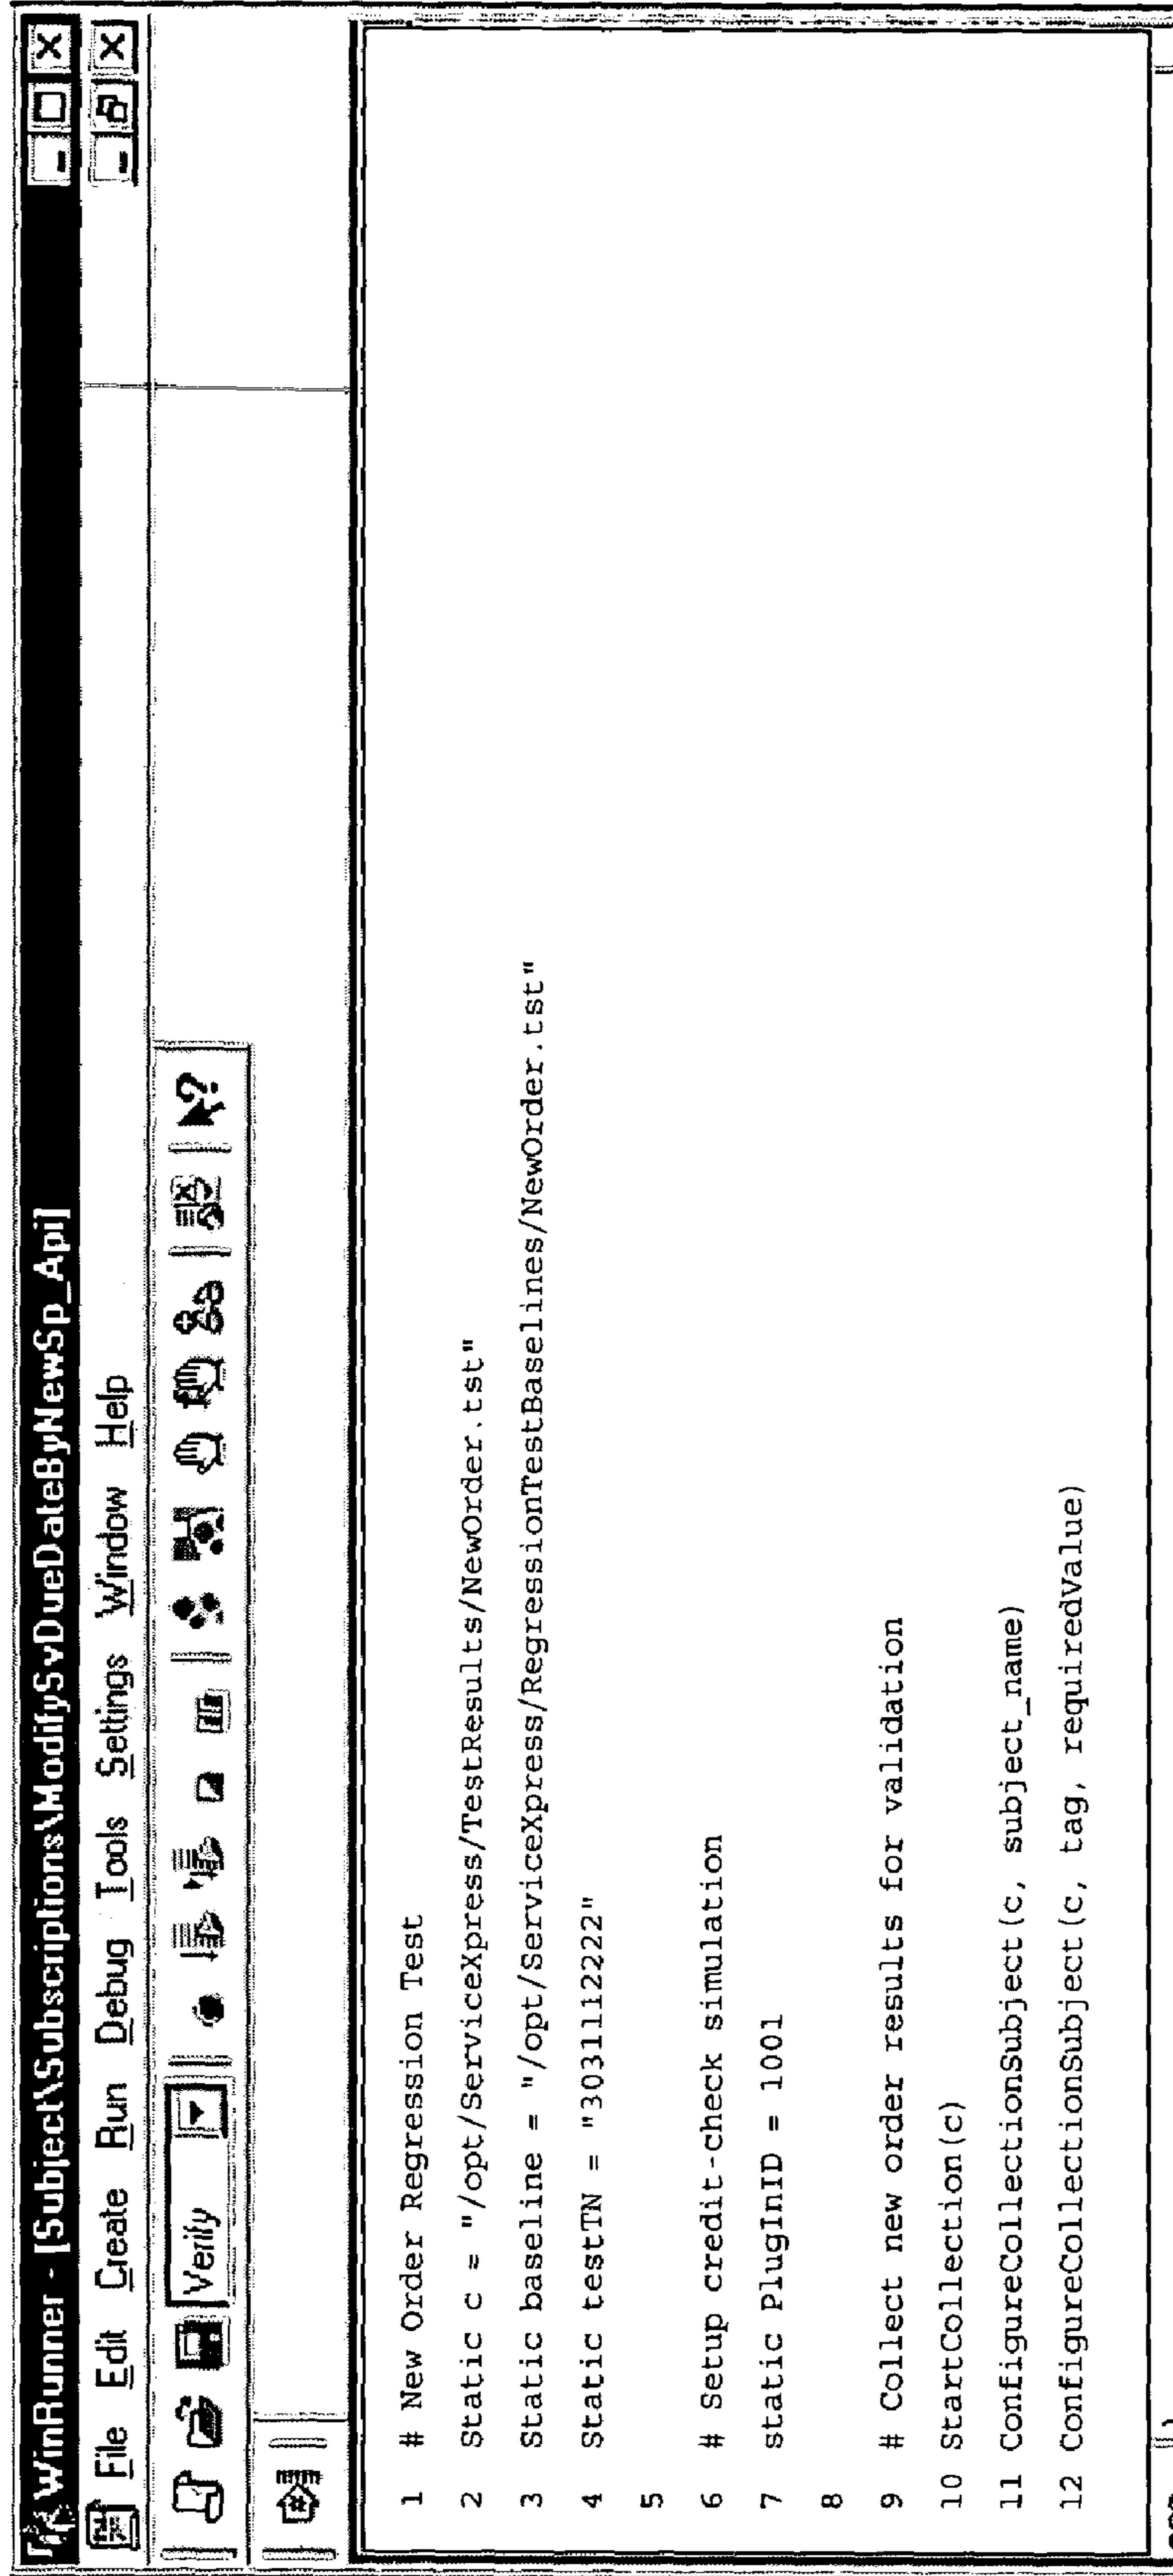 WinRunner - [Subject\Subscriptions\ModifySvDueDateByNewSp_Api]
File Edit Create Run Debug Tools Settings Window Help
Verify
1 # New Order Regression Test
2 Static c = "/opt/ServiceXpress/TestResults/NewOrder.tst"
3 Static baseline = "/opt/ServiceXpress/RegressionTestBaselines/NewOrder.tst"
4 Static testTN = "3031112222"
5
6 # Setup credit-check simulation
7 static PlugInID = 1001
8
9 # Collect new order results for validation
10 StartCollection(c)
11 ConfigureCollectionSubject(c, subject_name)
12 ConfigureCollectionSubject(c, tag, requiredValue)